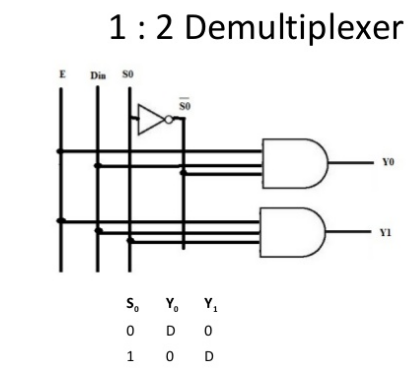 1 : 2 Demultiplexer
E Din S0
S0
Y0
Y1
S₀ Y₀ Y₁
0 D 0
1 0 D